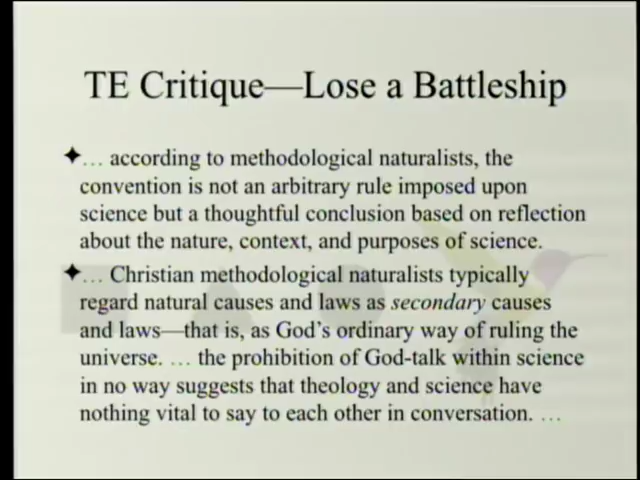 TE Critique—Lose a Battleship
✦… according to methodological naturalists, the
convention is not an arbitrary rule imposed upon
science but a thoughtful conclusion based on reflection
about the nature, context, and purposes of science.
✦… Christian methodological naturalists typically
regard natural causes and laws as secondary causes
and laws—that is, as God's ordinary way of ruling the
universe. … the prohibition of God-talk within science
in no way suggests that theology and science have
nothing vital to say to each other in conversation. …